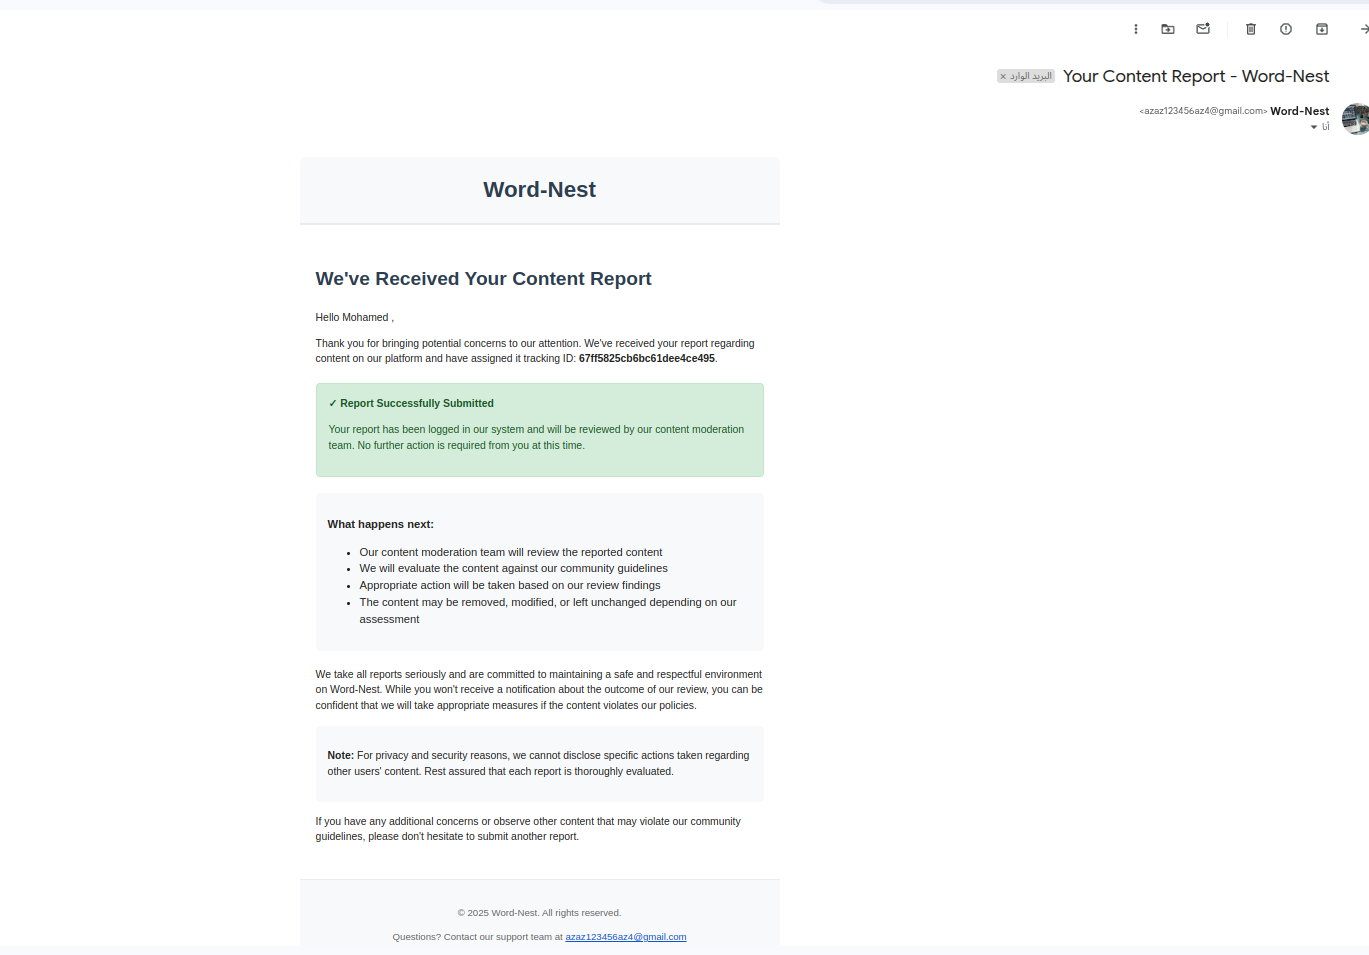 Your Content Report - Word-Nest البريد الوارد ×
Word-Nest <azaz123456az4@gmail.com>
أنا
Word-Nest
We've Received Your Content Report
Hello Mohamed ,
Thank you for bringing potential concerns to our attention. We've received your report regarding
content on our platform and have assigned it tracking ID: 67ff5825cb6bc61dee4ce495.
✓ Report Successfully Submitted
Your report has been logged in our system and will be reviewed by our content moderation
team. No further action is required from you at this time.
What happens next:
• Our content moderation team will review the reported content
• We will evaluate the content against our community guidelines
• Appropriate action will be taken based on our review findings
• The content may be removed, modified, or left unchanged depending on our
assessment
We take all reports seriously and are committed to maintaining a safe and respectful environment
on Word-Nest. While you won't receive a notification about the outcome of our review, you can be
confident that we will take appropriate measures if the content violates our policies.
Note: For privacy and security reasons, we cannot disclose specific actions taken regarding
other users' content. Rest assured that each report is thoroughly evaluated.
If you have any additional concerns or observe other content that may violate our community
guidelines, please don't hesitate to submit another report.
© 2025 Word-Nest. All rights reserved.
Questions? Contact our support team at azaz123456az4@gmail.com